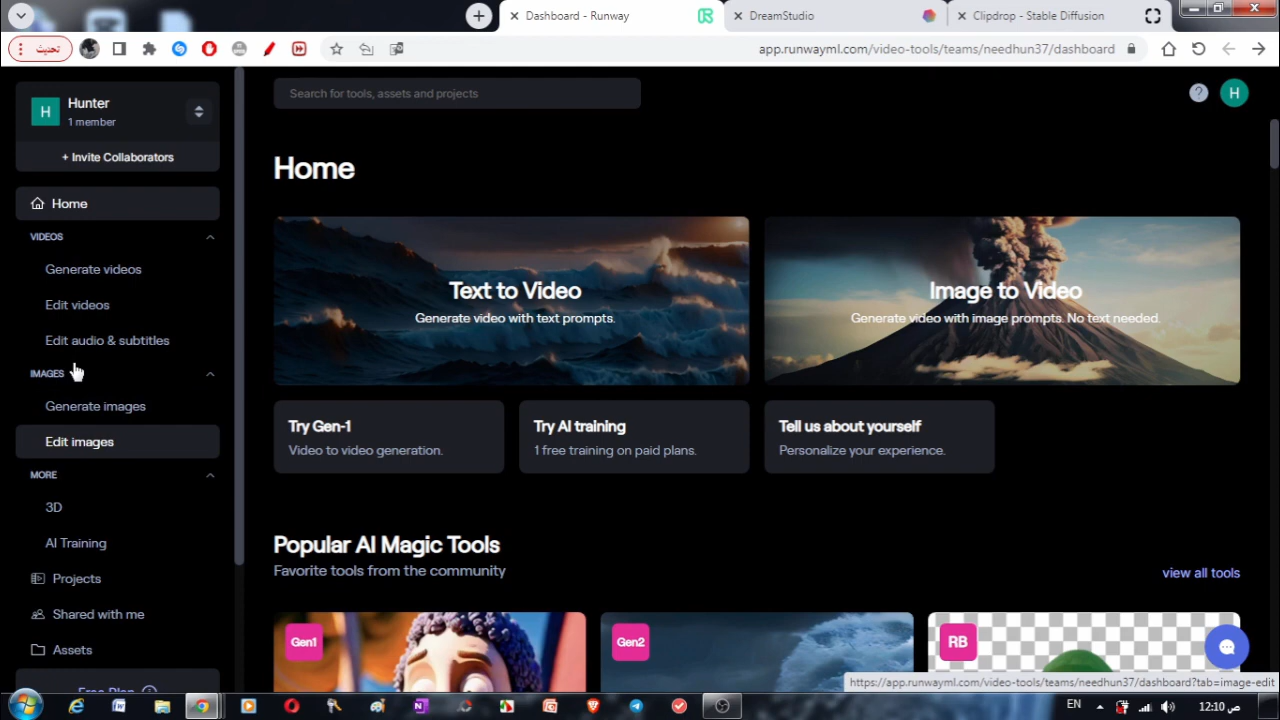 Dashboard - Runway
DreamStudio
Clipdrop - Stable Diffusion
تحديث
app.runwayml.com/video-tools/teams/needhun37/dashboard
H
Hunter
1 member
+ Invite Collaborators
Home
VIDEOS
Generate videos
Edit videos
Edit audio & subtitles
IMAGES
Generate images
Edit images
MORE
3D
AI Training
Projects
Shared with me
Assets
Free Plan
Search for tools, assets and projects
?
H
Home
Text to Video
Generate video with text prompts.
Image to Video
Generate video with image prompts. No text needed.
Try Gen-1
Video to video generation.
Try AI training
1 free training on paid plans.
Tell us about yourself
Personalize your experience.
Popular AI Magic Tools
Favorite tools from the community
view all tools
Gen1
Gen2
RB
https://app.runwayml.com/video-tools/teams/needhun37/dashboard?tab=image-edit
EN
12:10 ص